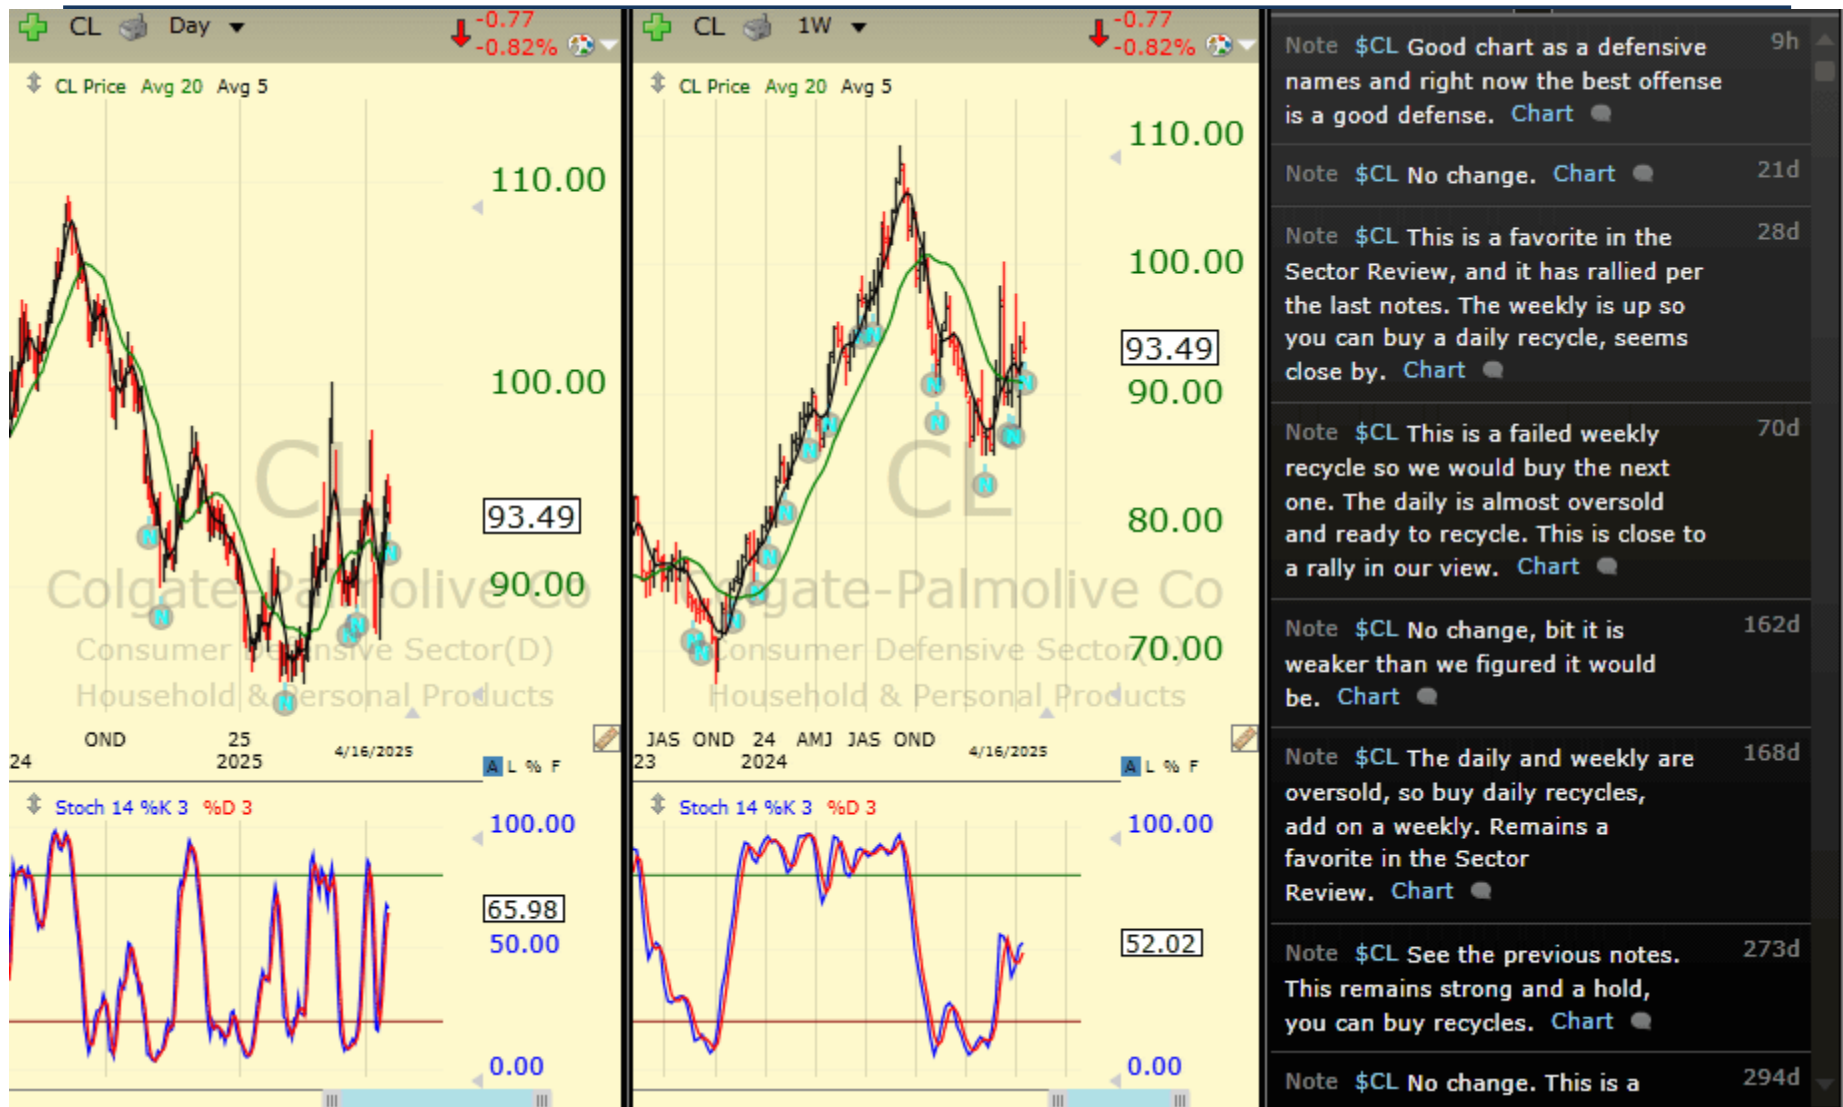 CL Day -0.77
-0.82%
CL Price Avg 20 Avg 5
110.00
100.00
93.49
90.00
CL
Colgate-Palmolive Co
Consumer Defensive Sector(D)
Household & Personal Products
N
N
N
N
N
N
OND 25
24 2025 4/16/2025
A L % F
Stoch 14 %K 3 %D 3
100.00
65.98
50.00
0.00
CL 1W -0.77
-0.82%
CL Price Avg 20 Avg 5
110.00
100.00
93.49
90.00
80.00
70.00
CL
Colgate-Palmolive Co
Consumer Defensive Sector(D)
Household & Personal Products
JAS OND 24 AMJ JAS OND
23 2024 4/16/2025
A L % F
Stoch 14 %K 3 %D 3
100.00
52.02
0.00
Note $CL Good chart as a defensive 9h
names and right now the best offense
is a good defense. Chart
Note $CL No change. Chart 21d
Note $CL This is a favorite in the 28d
Sector Review, and it has rallied per
the last notes. The weekly is up so
you can buy a daily recycle, seems
close by. Chart
Note $CL This is a failed weekly 70d
recycle so we would buy the next
one. The daily is almost oversold
and ready to recycle. This is close to
a rally in our view. Chart
Note $CL No change, bit it is 162d
weaker than we figured it would
be. Chart
Note $CL The daily and weekly are 168d
oversold, so buy daily recycles,
add on a weekly. Remains a
favorite in the Sector
Review. Chart
Note $CL See the previous notes. 273d
This remains strong and a hold,
you can buy recycles. Chart
Note $CL No change. This is a 294d